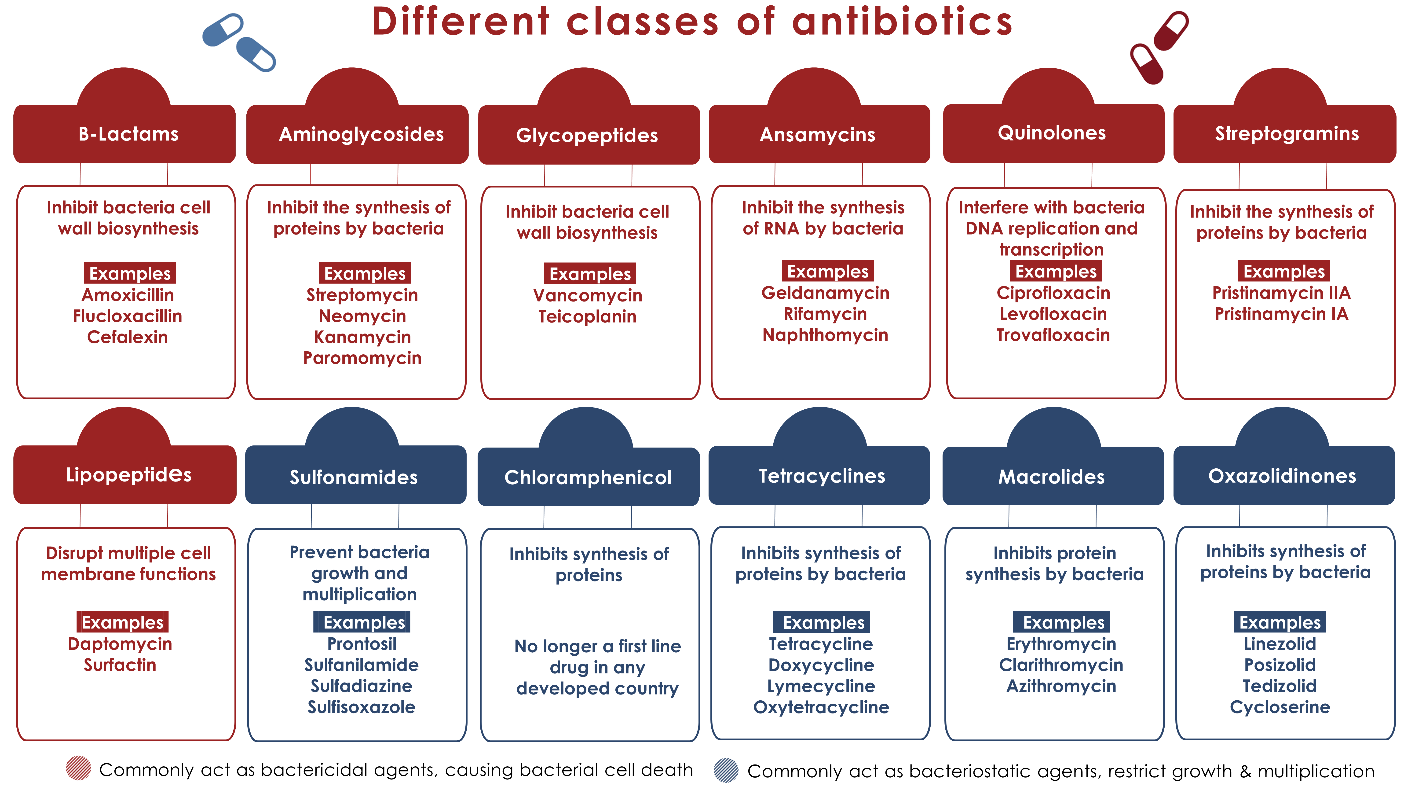 Different classes of antibiotics
B-Lactams
Inhibit bacteria cell
wall biosynthesis
Examples
Amoxicillin
Flucloxacillin
Cefalexin
Aminoglycosides
Inhibit the synthesis of
proteins by bacteria
Examples
Streptomycin
Neomycin
Kanamycin
Paromomycin
Glycopeptides
Inhibit bacteria cell
wall biosynthesis
Examples
Vancomycin
Teicoplanin
Ansamycins
Inhibit the synthesis
of RNA by bacteria
Examples
Geldanamycin
Rifamycin
Naphthomycin
Quinolones
Interfere with bacteria
DNA replication and
transcription
Examples
Ciprofloxacin
Levofloxacin
Trovafloxacin
Streptogramins
Inhibit the synthesis of
proteins by bacteria
Examples
Pristinamycin IIA
Pristinamycin IA
Lipopeptides
Disrupt multiple cell
membrane functions
Examples
Daptomycin
Surfactin
Sulfonamides
Prevent bacteria
growth and
multiplication
Examples
Prontosil
Sulfanilamide
Sulfadiazine
Sulfisoxazole
Chloramphenicol
Inhibits synthesis of
proteins
No longer a first line
drug in any
developed country
Tetracyclines
Inhibits synthesis of
proteins by bacteria
Examples
Tetracycline
Doxycycline
Lymecycline
Oxytetracycline
Macrolides
Inhibits protein
synthesis by bacteria
Examples
Erythromycin
Clarithromycin
Azithromycin
Oxazolidinones
Inhibits synthesis of
proteins by bacteria
Examples
Linezolid
Posizolid
Tedizolid
Cycloserine
Commonly act as bactericidal agents, causing bacterial cell death
Commonly act as bacteriostatic agents, restrict growth & multiplication